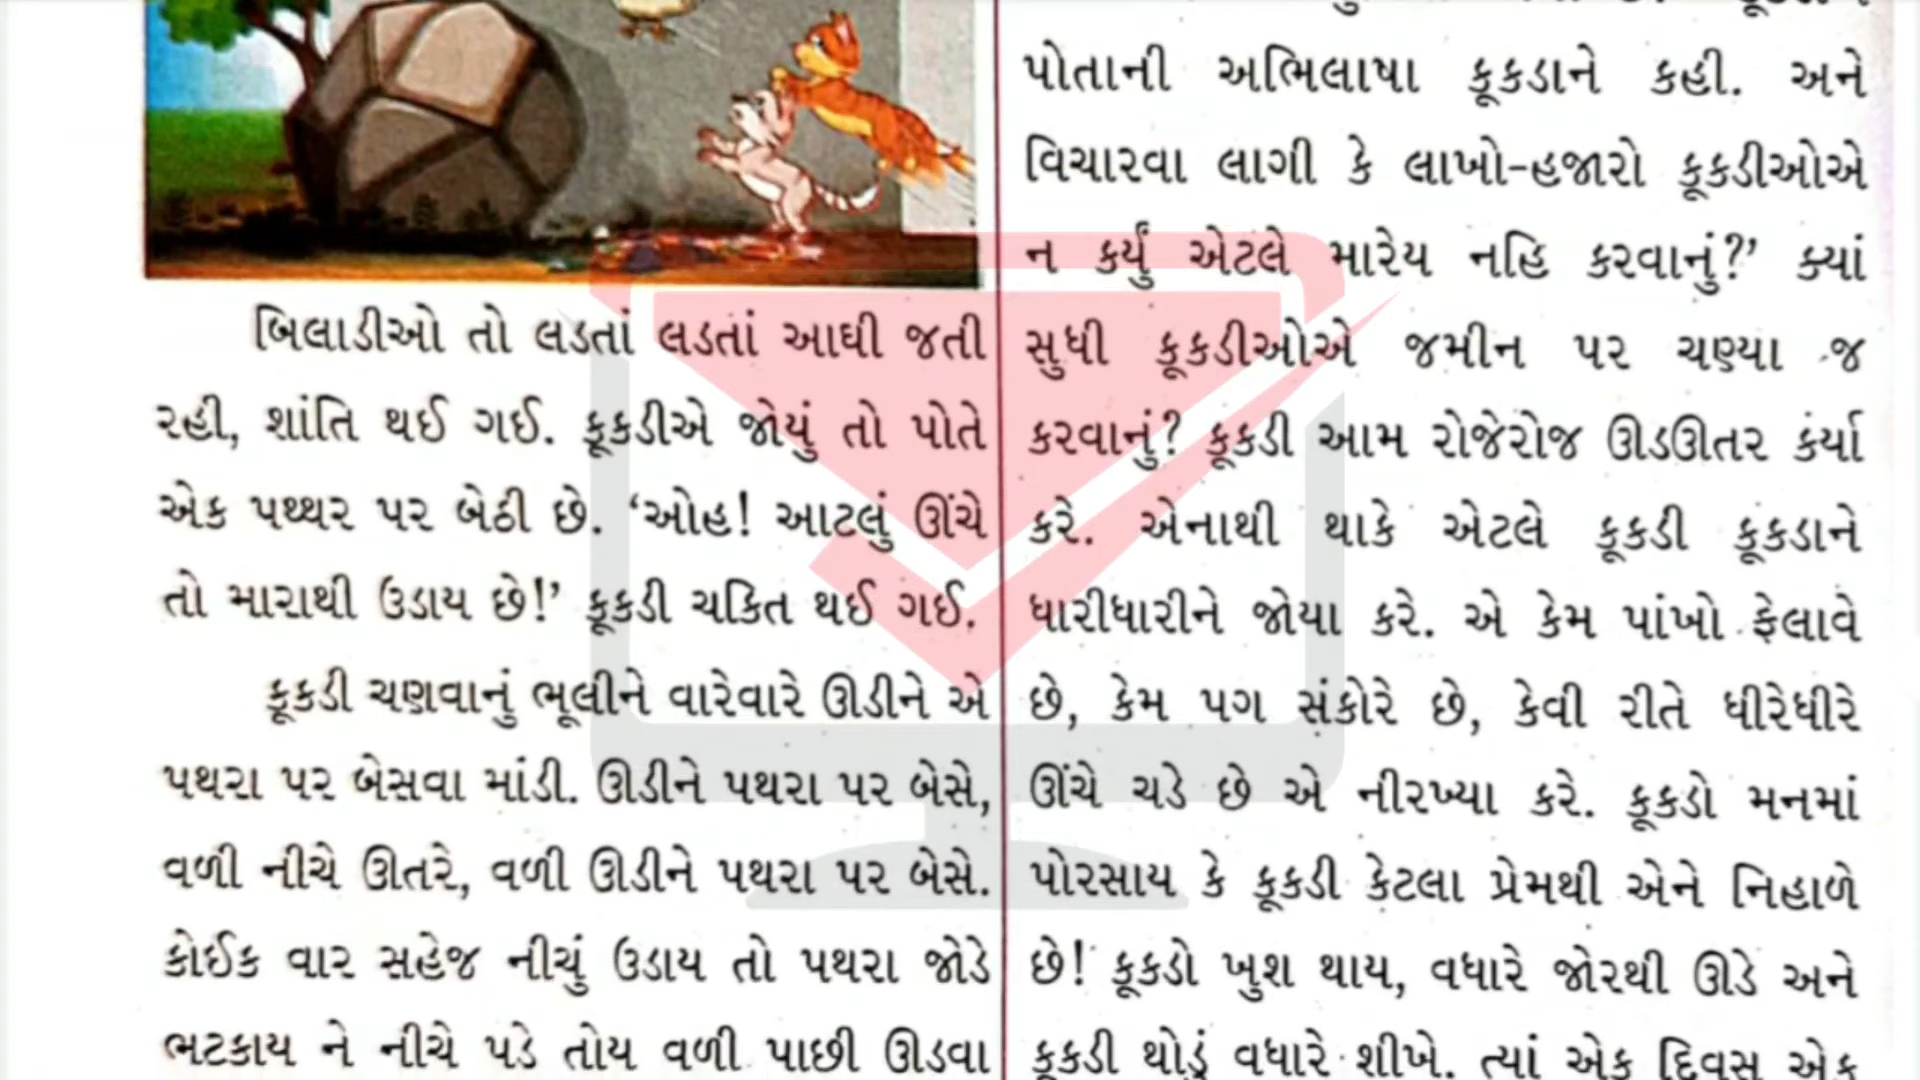 બિલાડીઓ તો લડતાં લડતાં આઘી જતી
રહી, શાંતિ થઈ ગઈ. કૂકડીએ જોયું તો પોતે
એક પથ્થર પર બેઠી છે. ‘ઓહ! આટલું ઊંચે
તો મારાથી ઉડાય છે!’ કૂકડી ચકિત થઈ ગઈ.
કૂકડી ચણવાનું ભૂલીને વારેવારે ઊડીને એ
પથરા પર બેસવા માંડી. ઊડીને પથરા પર બેસે,
વળી નીચે ઊતરે, વળી ઊડીને પથરા પર બેસે.
કોઈક વાર સહેજ નીચું ઉડાય તો પથરા જોડે
ભટકાય ને નીચે પડે તોય વળી પાછી ઊડવા
પોતાની અભિલાષા કૂકડાને કહી. અને
વિચારવા લાગી કે લાખો-હજારો કૂકડીઓએ
ન કર્યું એટલે મારેય નહિ કરવાનું?’ ક્યાં
સુધી કૂકડીઓએ જમીન પર ચણ્યા જ
કરવાનું? કૂકડી આમ રોજેરોજ ઊડઊતર કર્યા
કરે. એનાથી થાકે એટલે કૂકડી કૂકડાને
ધારીધારીને જોયા કરે. એ કેમ પાંખો ફેલાવે
છે, કેમ પગ સંકોરે છે, કેવી રીતે ધીરેધીરે
ઊંચે ચડે છે એ નીરખ્યા કરે. કૂકડો મનમાં
પોરસાય કે કૂકડી કેટલા પ્રેમથી એને નિહાળે
છે! કૂકડો ખુશ થાય, વધારે જોરથી ઊડે અને
કૂકડી થોડું વધારે શીખે. ત્યાં એક દિવસ એક